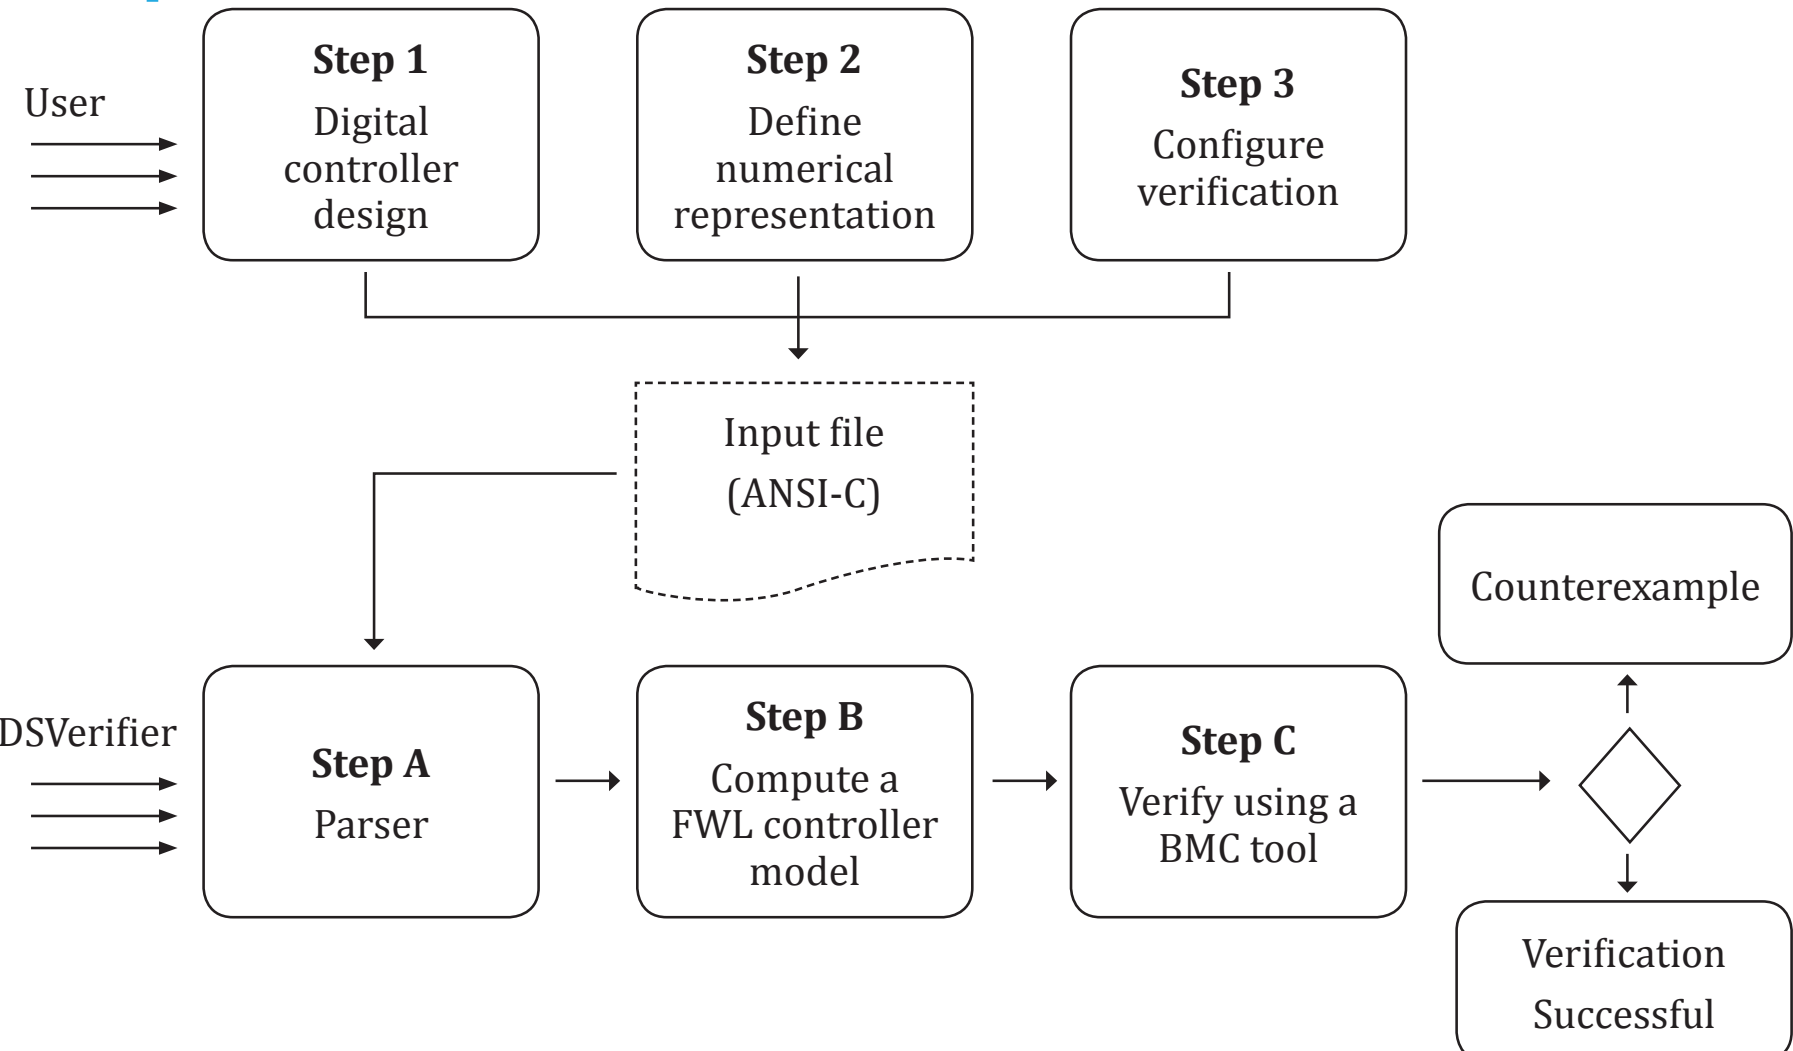 User
Step 1
Digital
controller
design
Step 2
Define
numerical
representation
Step 3
Configure
verification
Input file
(ANSI-C)
DSVerifier
Step A
Parser
Step B
Compute a
FWL controller
model
Step C
Verify using a
BMC tool
Counterexample
Verification
Successful